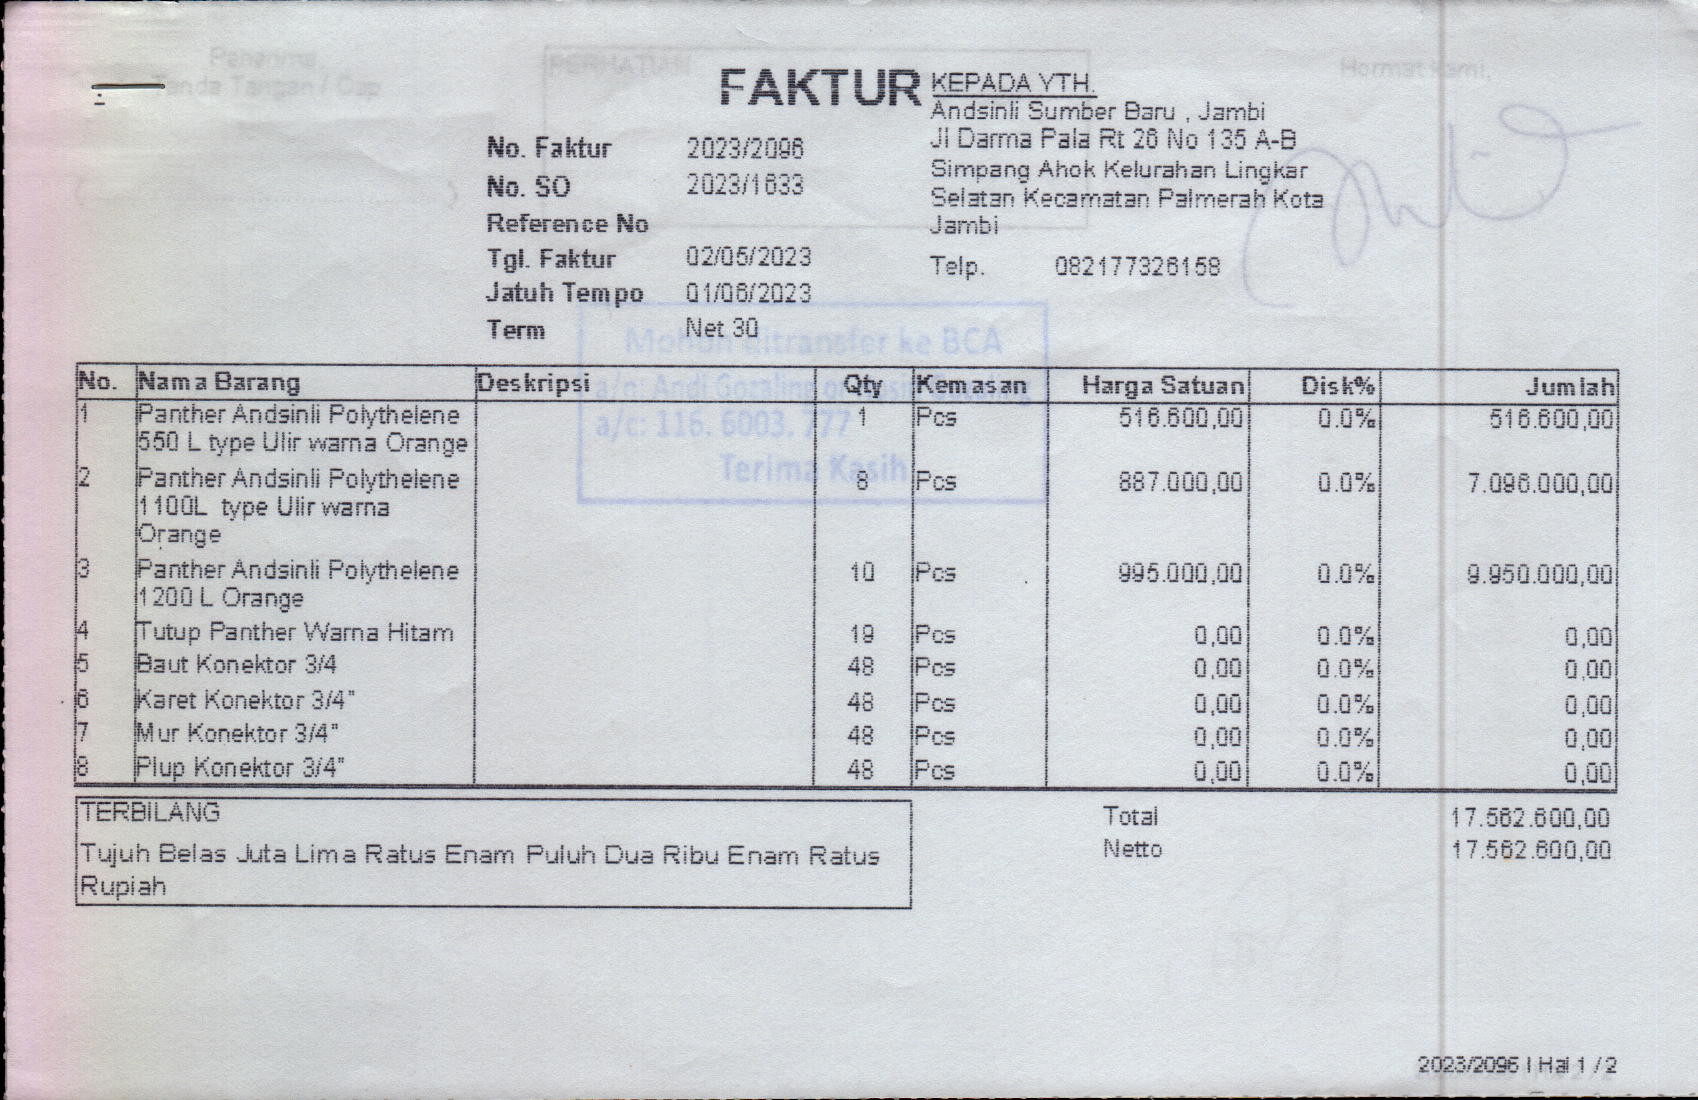 Penerima
Tanda Tangan / Cap
PERHATIAN
Hormat Kami,
FAKTUR
KEPADA YTH.
Andsinli Sumber Baru , Jambi
Jl Darma Pala Rt 26 No 135 A-B
Simpang Ahok Kelurahan Lingkar
Selatan Kecamatan Palmerah Kota
Jambi
Telp. 082177326158
No. Faktur 2023/2096
No. SO 2023/1633
Reference No
Tgl. Faktur 02/05/2023
Jatuh Tempo 01/06/2023
Term Net 30
Mohon ditransfer ke BCA
a/n: Andi Gozaling or Gozaling
a/c: 116. 6003. 777
Terima Kasih
No. Nama Barang Deskripsi Qty Kemasan Harga Satuan Disk% Jumlah
1 Panther Andsinli Polythelene 1 Pcs 516.600,00 0.0% 516.600,00
550 L type Ulir warna Orange
2 Panther Andsinli Polythelene 8 Pcs 887.000,00 0.0% 7.096.000,00
1100L type Ulir warna
Orange
3 Panther Andsinli Polythelene 10 Pcs 995.000,00 0.0% 9.950.000,00
1200 L Orange
4 Tutup Panther Warna Hitam 19 Pcs 0,00 0.0% 0,00
5 Baut Konektor 3/4 48 Pcs 0,00 0.0% 0,00
6 Karet Konektor 3/4" 48 Pcs 0,00 0.0% 0,00
7 Mur Konektor 3/4" 48 Pcs 0,00 0.0% 0,00
8 Plup Konektor 3/4" 48 Pcs 0,00 0.0% 0,00
TERBILANG
Tujuh Belas Juta Lima Ratus Enam Puluh Dua Ribu Enam Ratus
Rupiah
Total 17.562.600,00
Netto 17.562.600,00
2023/2096 | Hal 1 / 2